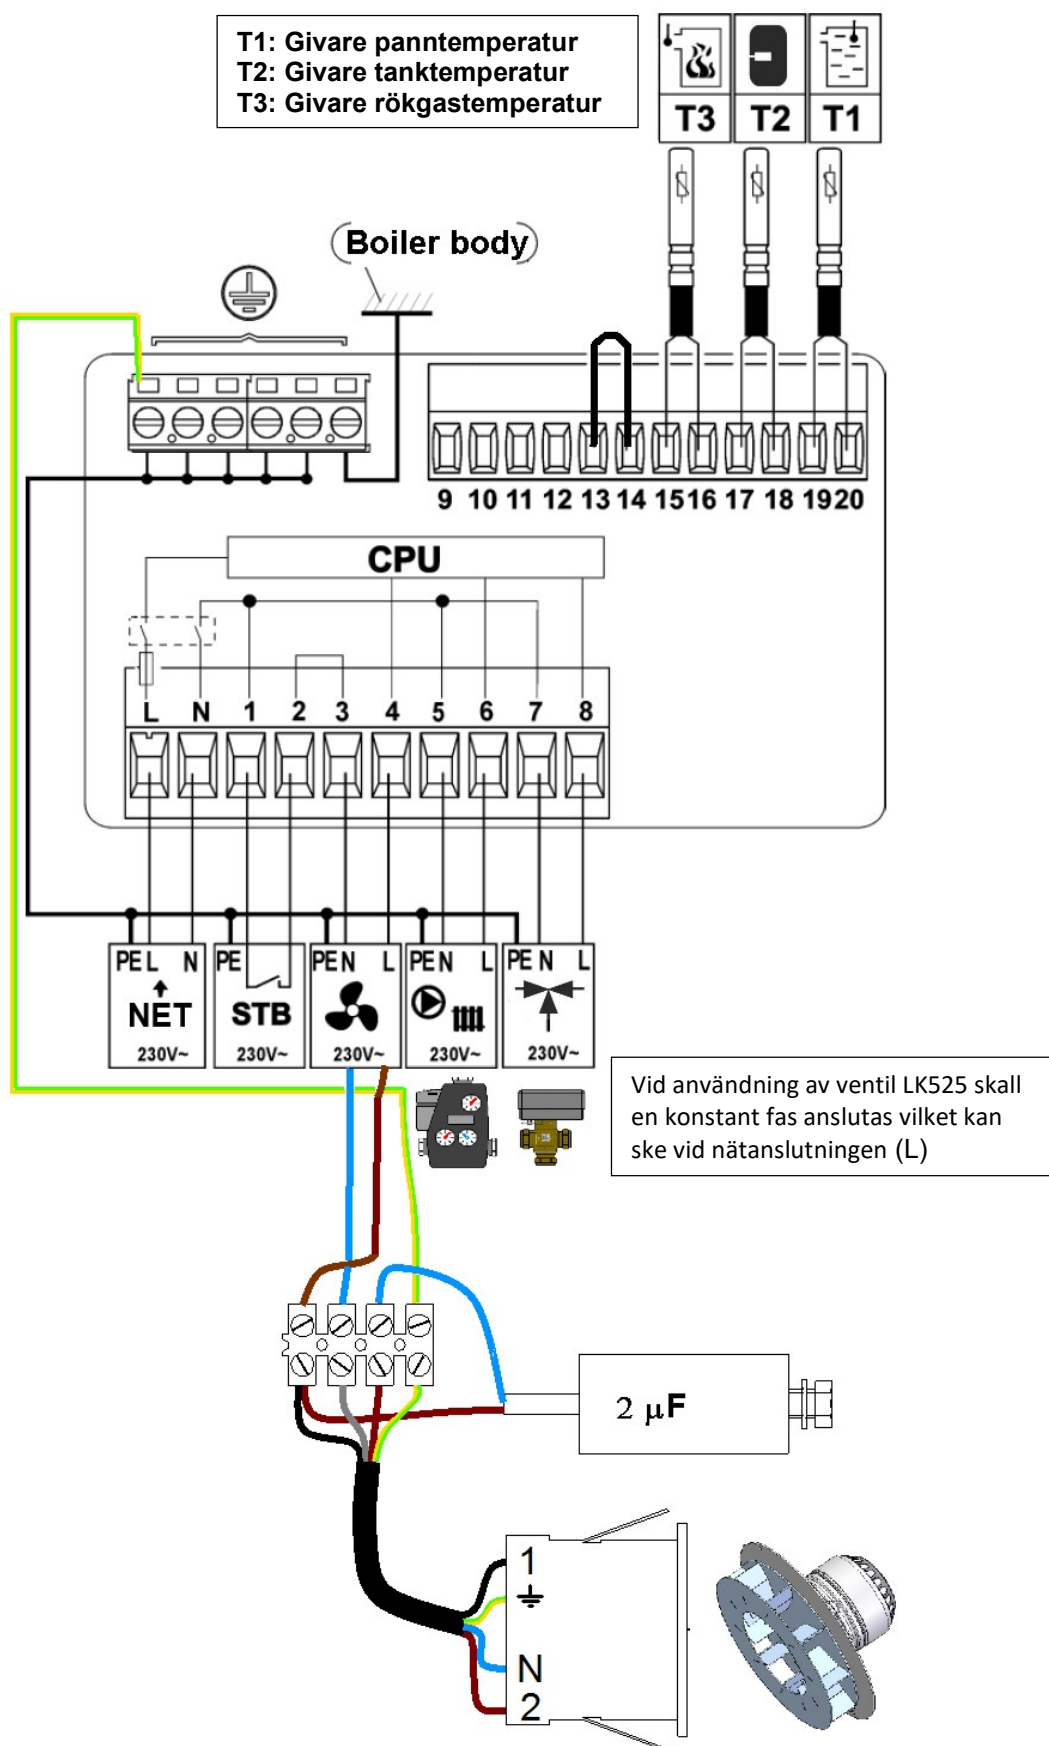 T1: Givare panntemperatur
T2: Givare tanktemperatur
T3: Givare rökgastemperatur
T3 T2 T1
(Boiler body)
9 10 11 12 13 14 15 16 17 18 19 20
CPU
L N 1 2 3 4 5 6 7 8
PE L N PE PE N L PE N L PE N L
NET STB
230V~ 230V~ 230V~ 230V~ 230V~
Vid användning av ventil LK525 skall
en konstant fas anslutas vilket kan
ske vid nätanslutningen (L)
2 µF
1
N
2